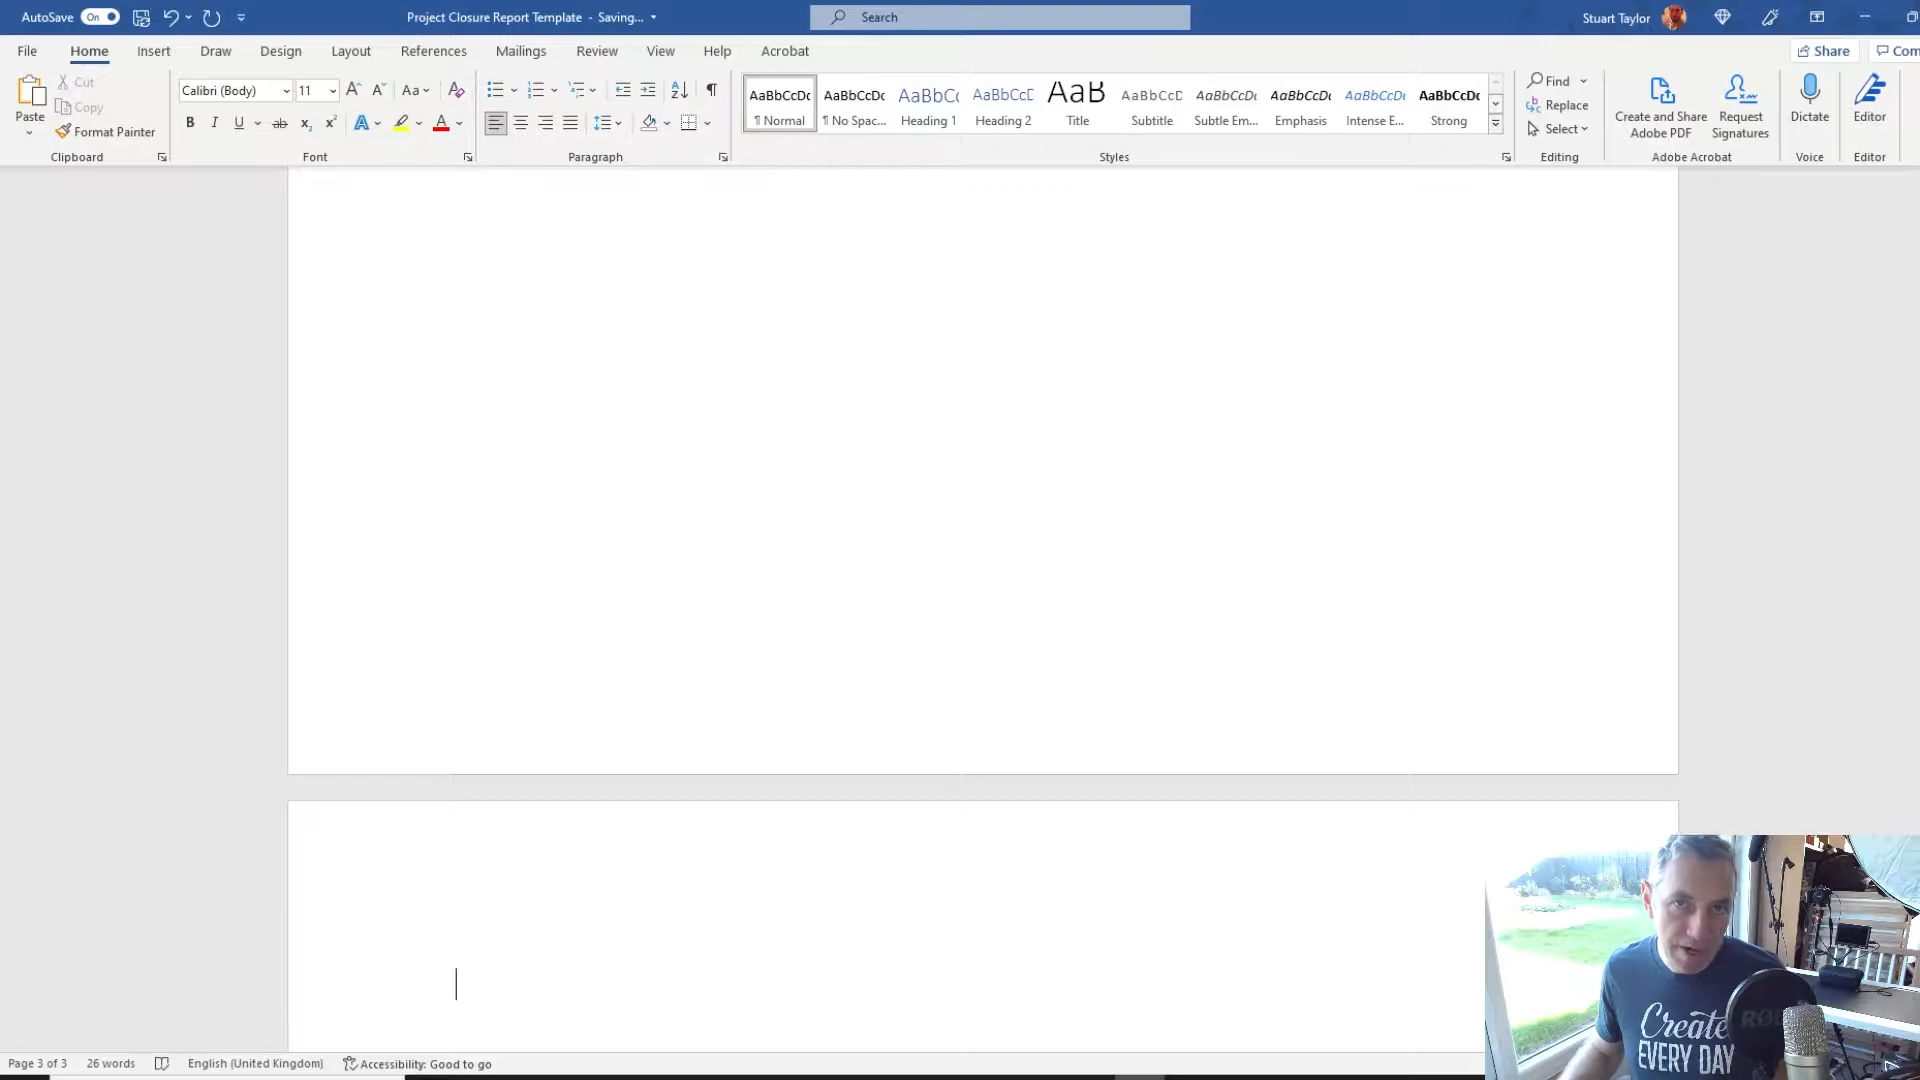 AutoSave On Project Closure Report Template - Saving... Search Stuart Taylor
File Home Insert Draw Design Layout References Mailings Review View Help Acrobat Share Com
Paste Cut Copy Format Painter
Clipboard
Calibri (Body) 11
Font
Paragraph
AaBbCcDc AaBbCcDc AaBbC AaBbCcD AaB AaBbCcD AaBbCcDc AaBbCcDc AaBbCcDc AaBbCcDc
¶ Normal ¶ No Spac... Heading 1 Heading 2 Title Subtitle Subtle Em... Emphasis Intense E... Strong
Styles
Find
Replace
Select
Editing
Create and Share Adobe PDF
Request Signatures
Adobe Acrobat
Dictate
Voice
Editor
Editor
Create
EVERY DAY
Page 3 of 3 26 words English (United Kingdom) Accessibility: Good to go